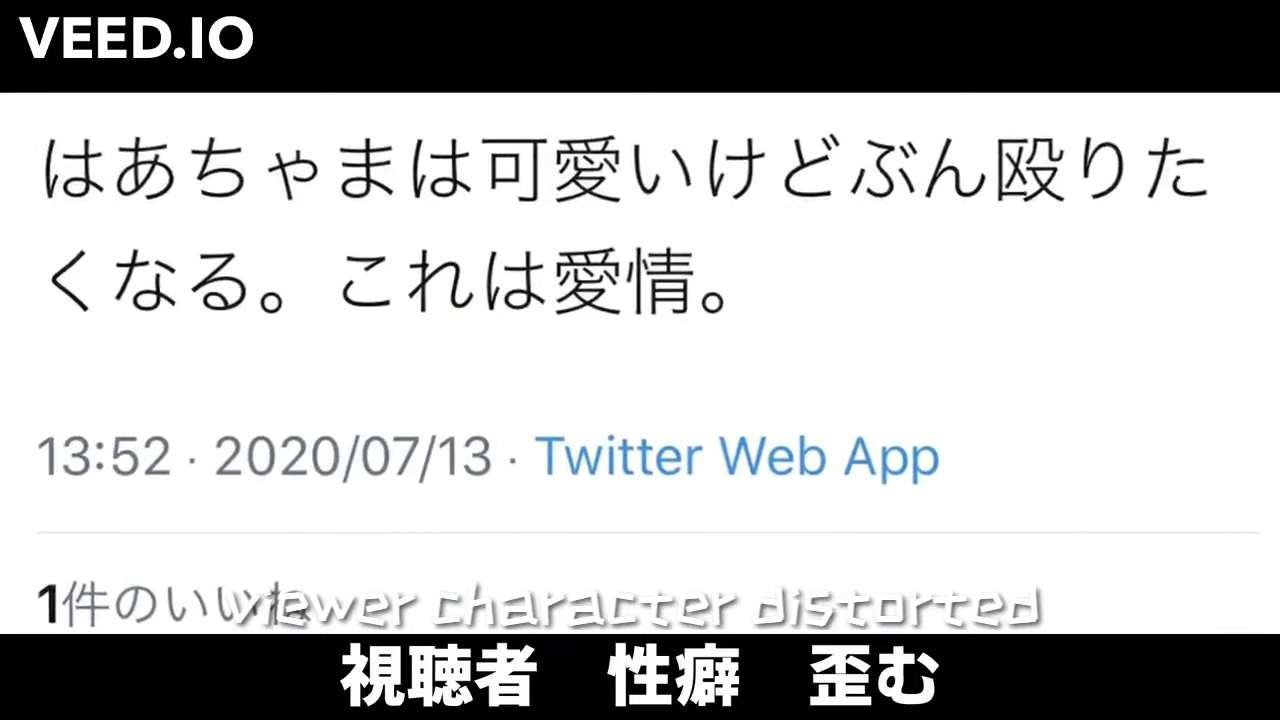 VEED.IO
はあちゃまは可愛いけどぶん殴りた
くなる。これは愛情。
13:52 · 2020/07/13 · Twitter Web App
1件のいいね
viewer character distorted
視聴者 性癖 歪む